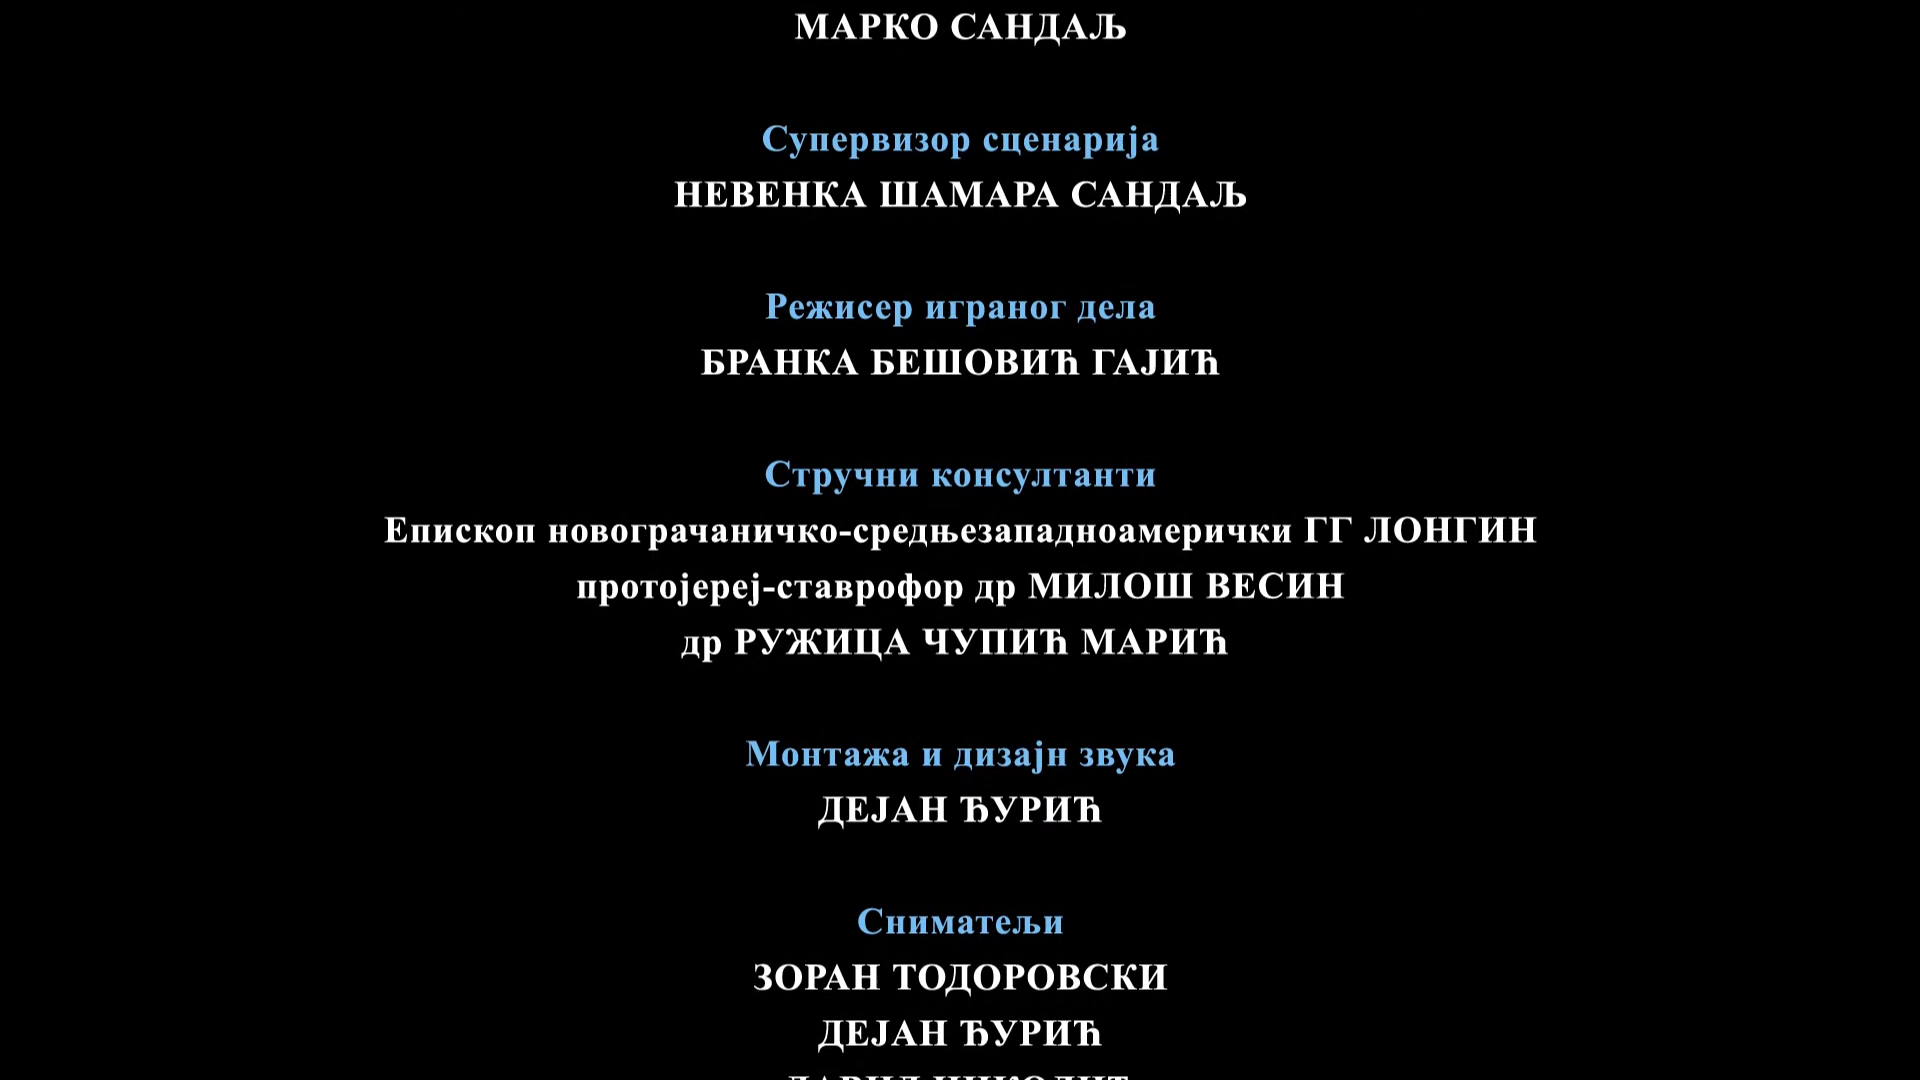 МАРКО САНДАЉ
Супервизор сценарија
НЕВЕНКА ШАМАРА САНДАЉ
Режисер играног дела
БРАНКА БЕШОВИЋ ГАЈИЋ
Стручни консултанти
Епископ новограчаничко-средњезападноамерички ГГ ЛОНГИН
протојереј-ставрофор др МИЛОШ ВЕСИН
др РУЖИЦА ЧУПИЋ МАРИЋ
Монтажа и дизајн звука
ДЕЈАН ЂУРИЋ
Сниматељи
ЗОРАН ТОДОРОВСКИ
ДЕЈАН ЂУРИЋ